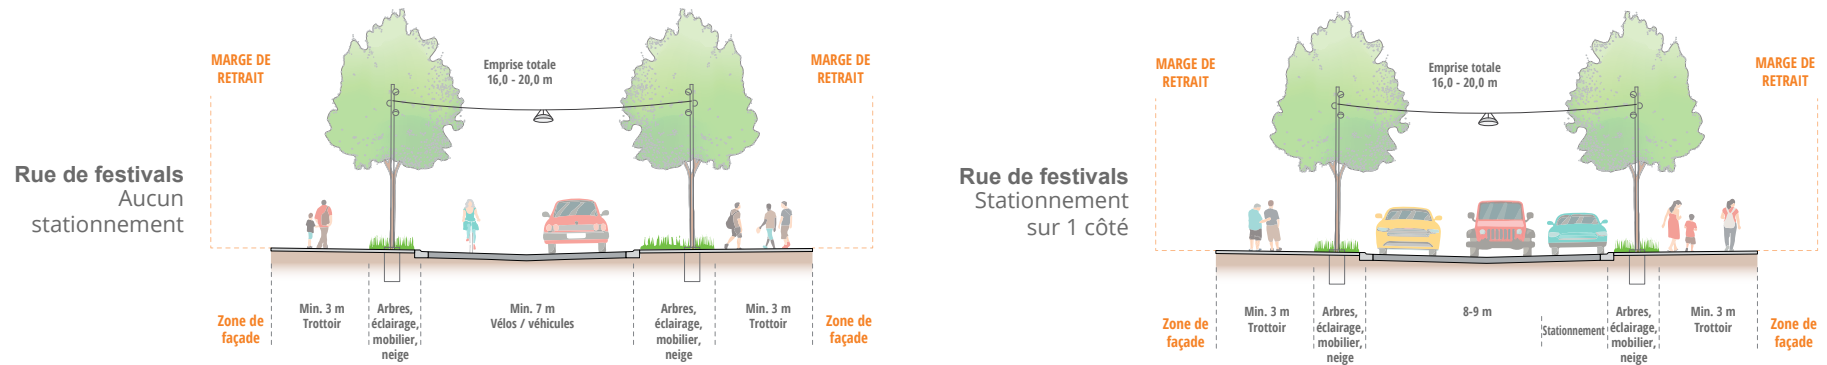 MARGE DE
RETRAIT
Emprise totale
16,0 - 20,0 m
MARGE DE
RETRAIT
Rue de festivals
Aucun
stationnement
Zone de
façade
Min. 3 m
Trottoir
Arbres,
éclairage,
mobilier,
neige
Min. 7 m
Vélos / véhicules
Arbres,
éclairage,
mobilier,
neige
Min. 3 m
Trottoir
Zone de
façade
MARGE DE
RETRAIT
Emprise totale
16,0 - 20,0 m
MARGE DE
RETRAIT
Rue de festivals
Stationnement
sur 1 côté
Zone de
façade
Min. 3 m
Trottoir
Arbres,
éclairage,
mobilier,
neige
8-9 m
Stationnement
Arbres,
éclairage,
mobilier,
neige
Min. 3 m
Trottoir
Zone de
façade